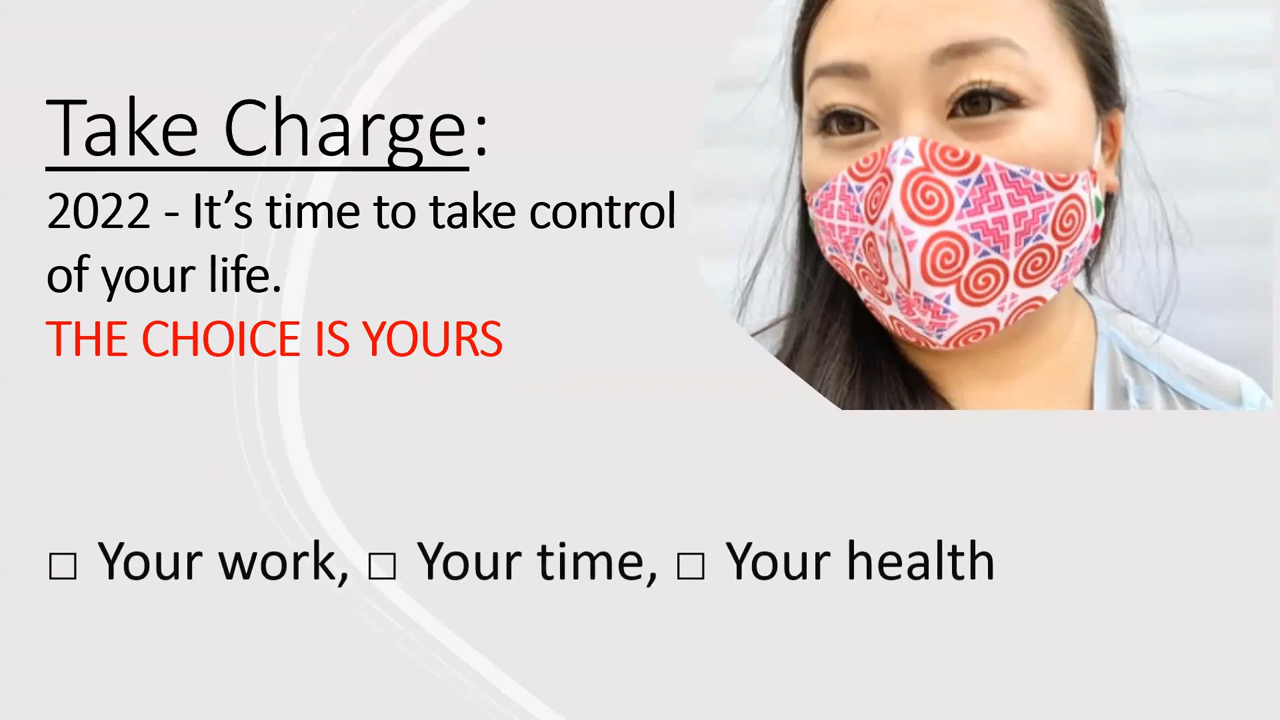 Take Charge:
2022 - It’s time to take control
of your life.
THE CHOICE IS YOURS
□ Your work, □ Your time, □ Your health